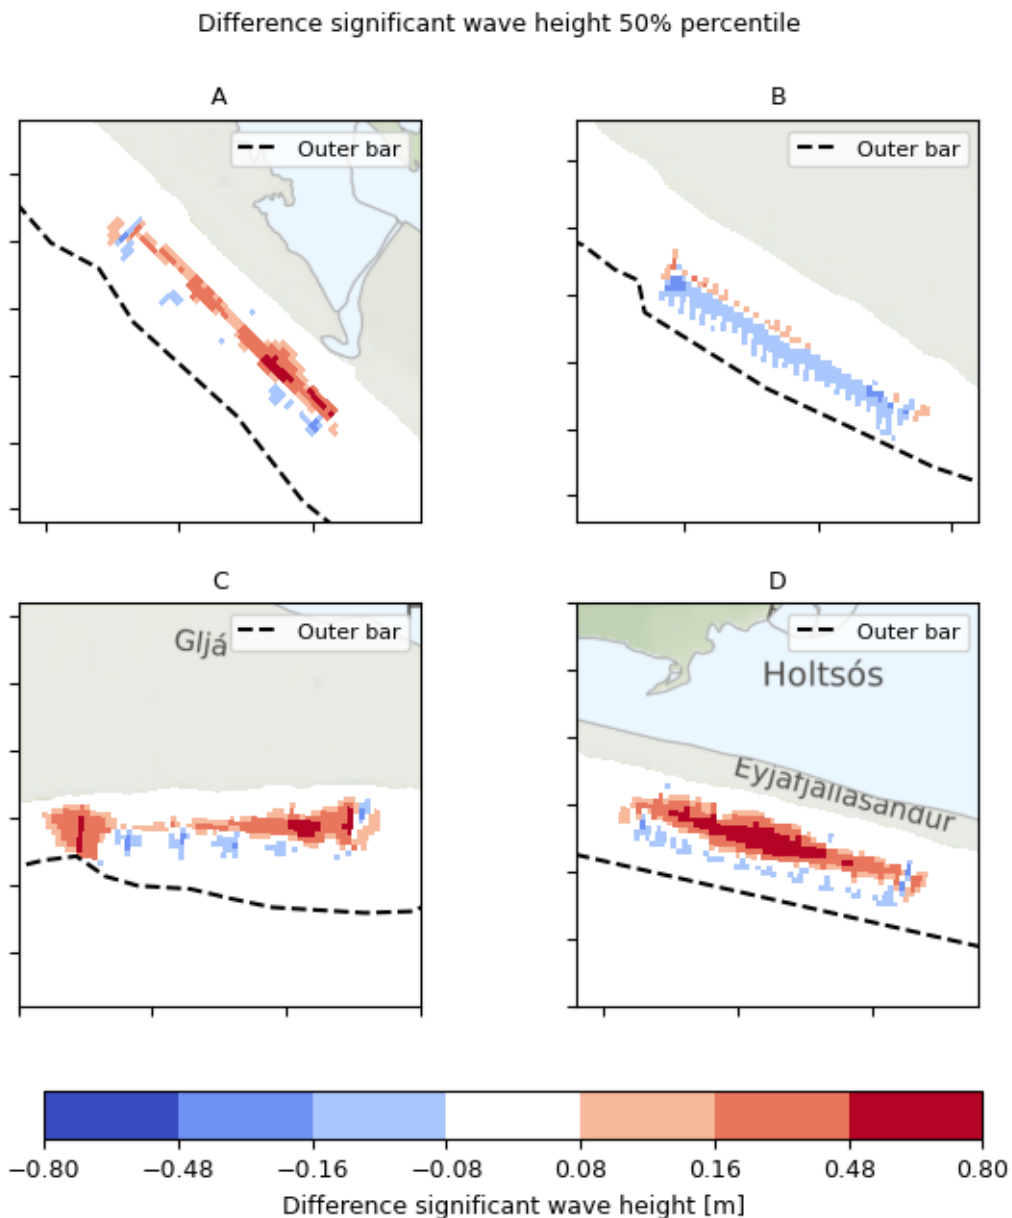 Difference significant wave height 50% percentile
A
B
Outer bar
Outer bar
C
D
Outer bar
Outer bar
Gljá
Holtsós
Eyjafjallasandur
−0.80 −0.48 −0.16 −0.08 0.08 0.16 0.48 0.80
Difference significant wave height [m]